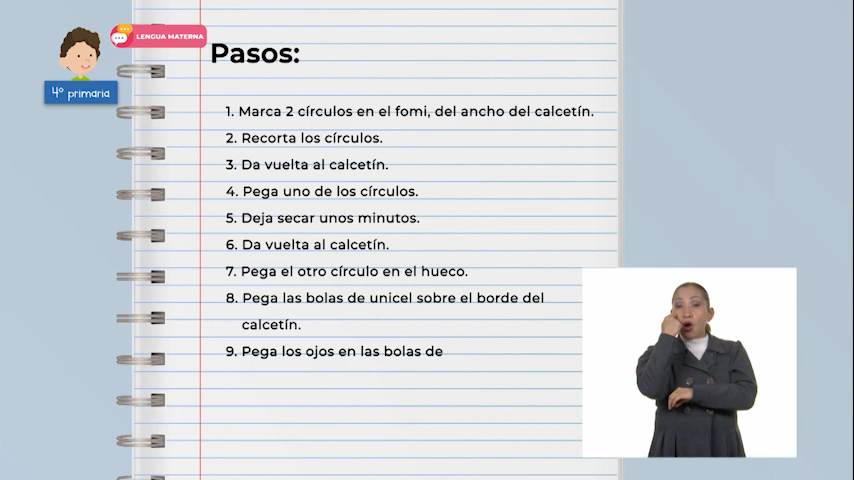 LENGUA MATERNA
4º primaria
Pasos:
1. Marca 2 círculos en el fomi, del ancho del calcetín.
2. Recorta los círculos.
3. Da vuelta al calcetín.
4. Pega uno de los círculos.
5. Deja secar unos minutos.
6. Da vuelta al calcetín.
7. Pega el otro círculo en el hueco.
8. Pega las bolas de unicel sobre el borde del
calcetín.
9. Pega los ojos en las bolas de